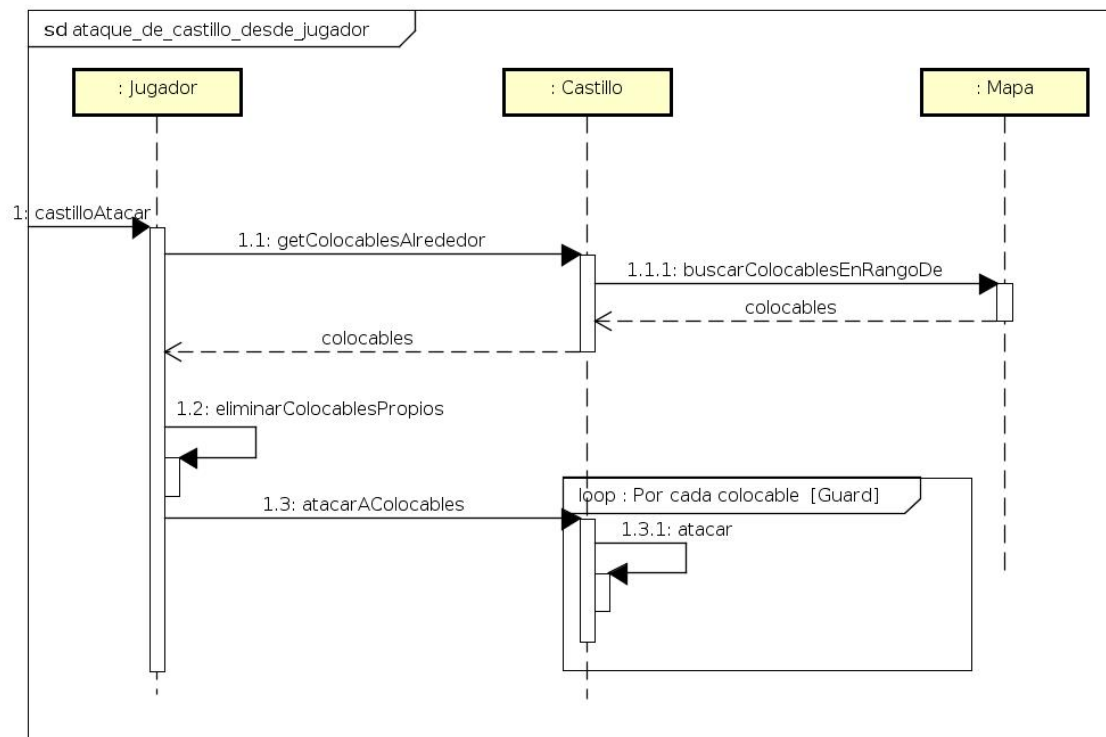 sd ataque_de_castillo_desde_jugador
: Jugador
: Castillo
: Mapa
1: castilloAtacar
1.1: getColocablesAlrededor
1.1.1: buscarColocablesEnRangoDe
colocables
colocables
1.2: eliminarColocablesPropios
loop : Por cada colocable [Guard]
1.3: atacarAColocables
1.3.1: atacar